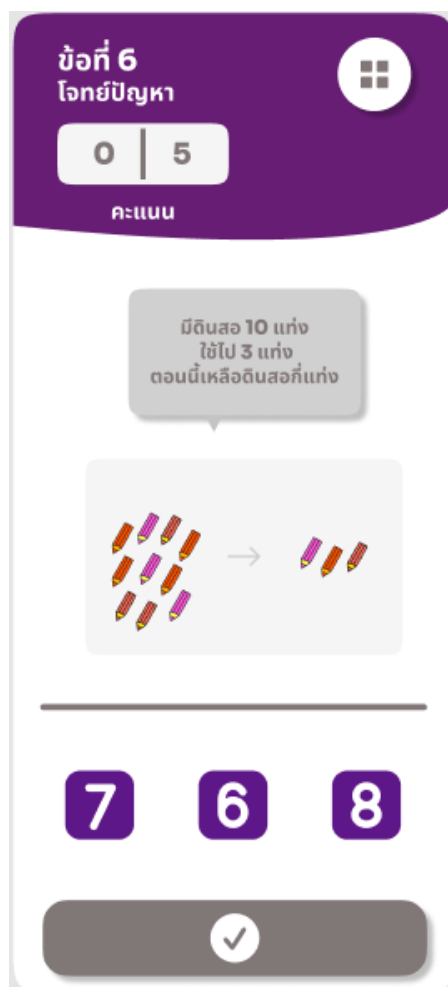 ข้อที่ 6
โจทย์ปัญหา
0 | 5
คะแนน
มีดินสอ 10 แท่ง
ใช้ไป 3 แท่ง
ตอนนี้เหลือดินสอกี่แท่ง
7 6 8